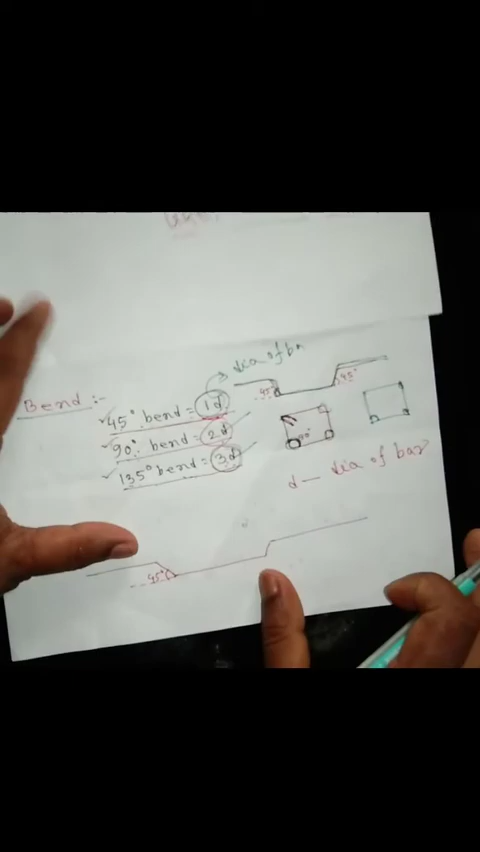 dia of ba
Bend :-
45° bend = 1d
90° bend = 2d
135° bend = 3d
45°
45°
90°
d — dia of bar
45°